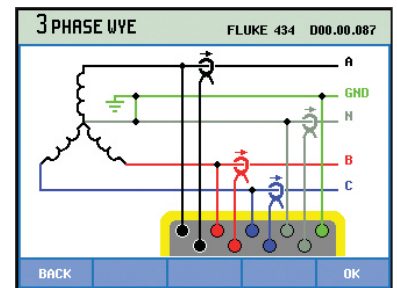 3 PHASE WYE
FLUKE 434 D00.00.087
A
GND
N
B
C
BACK
OK